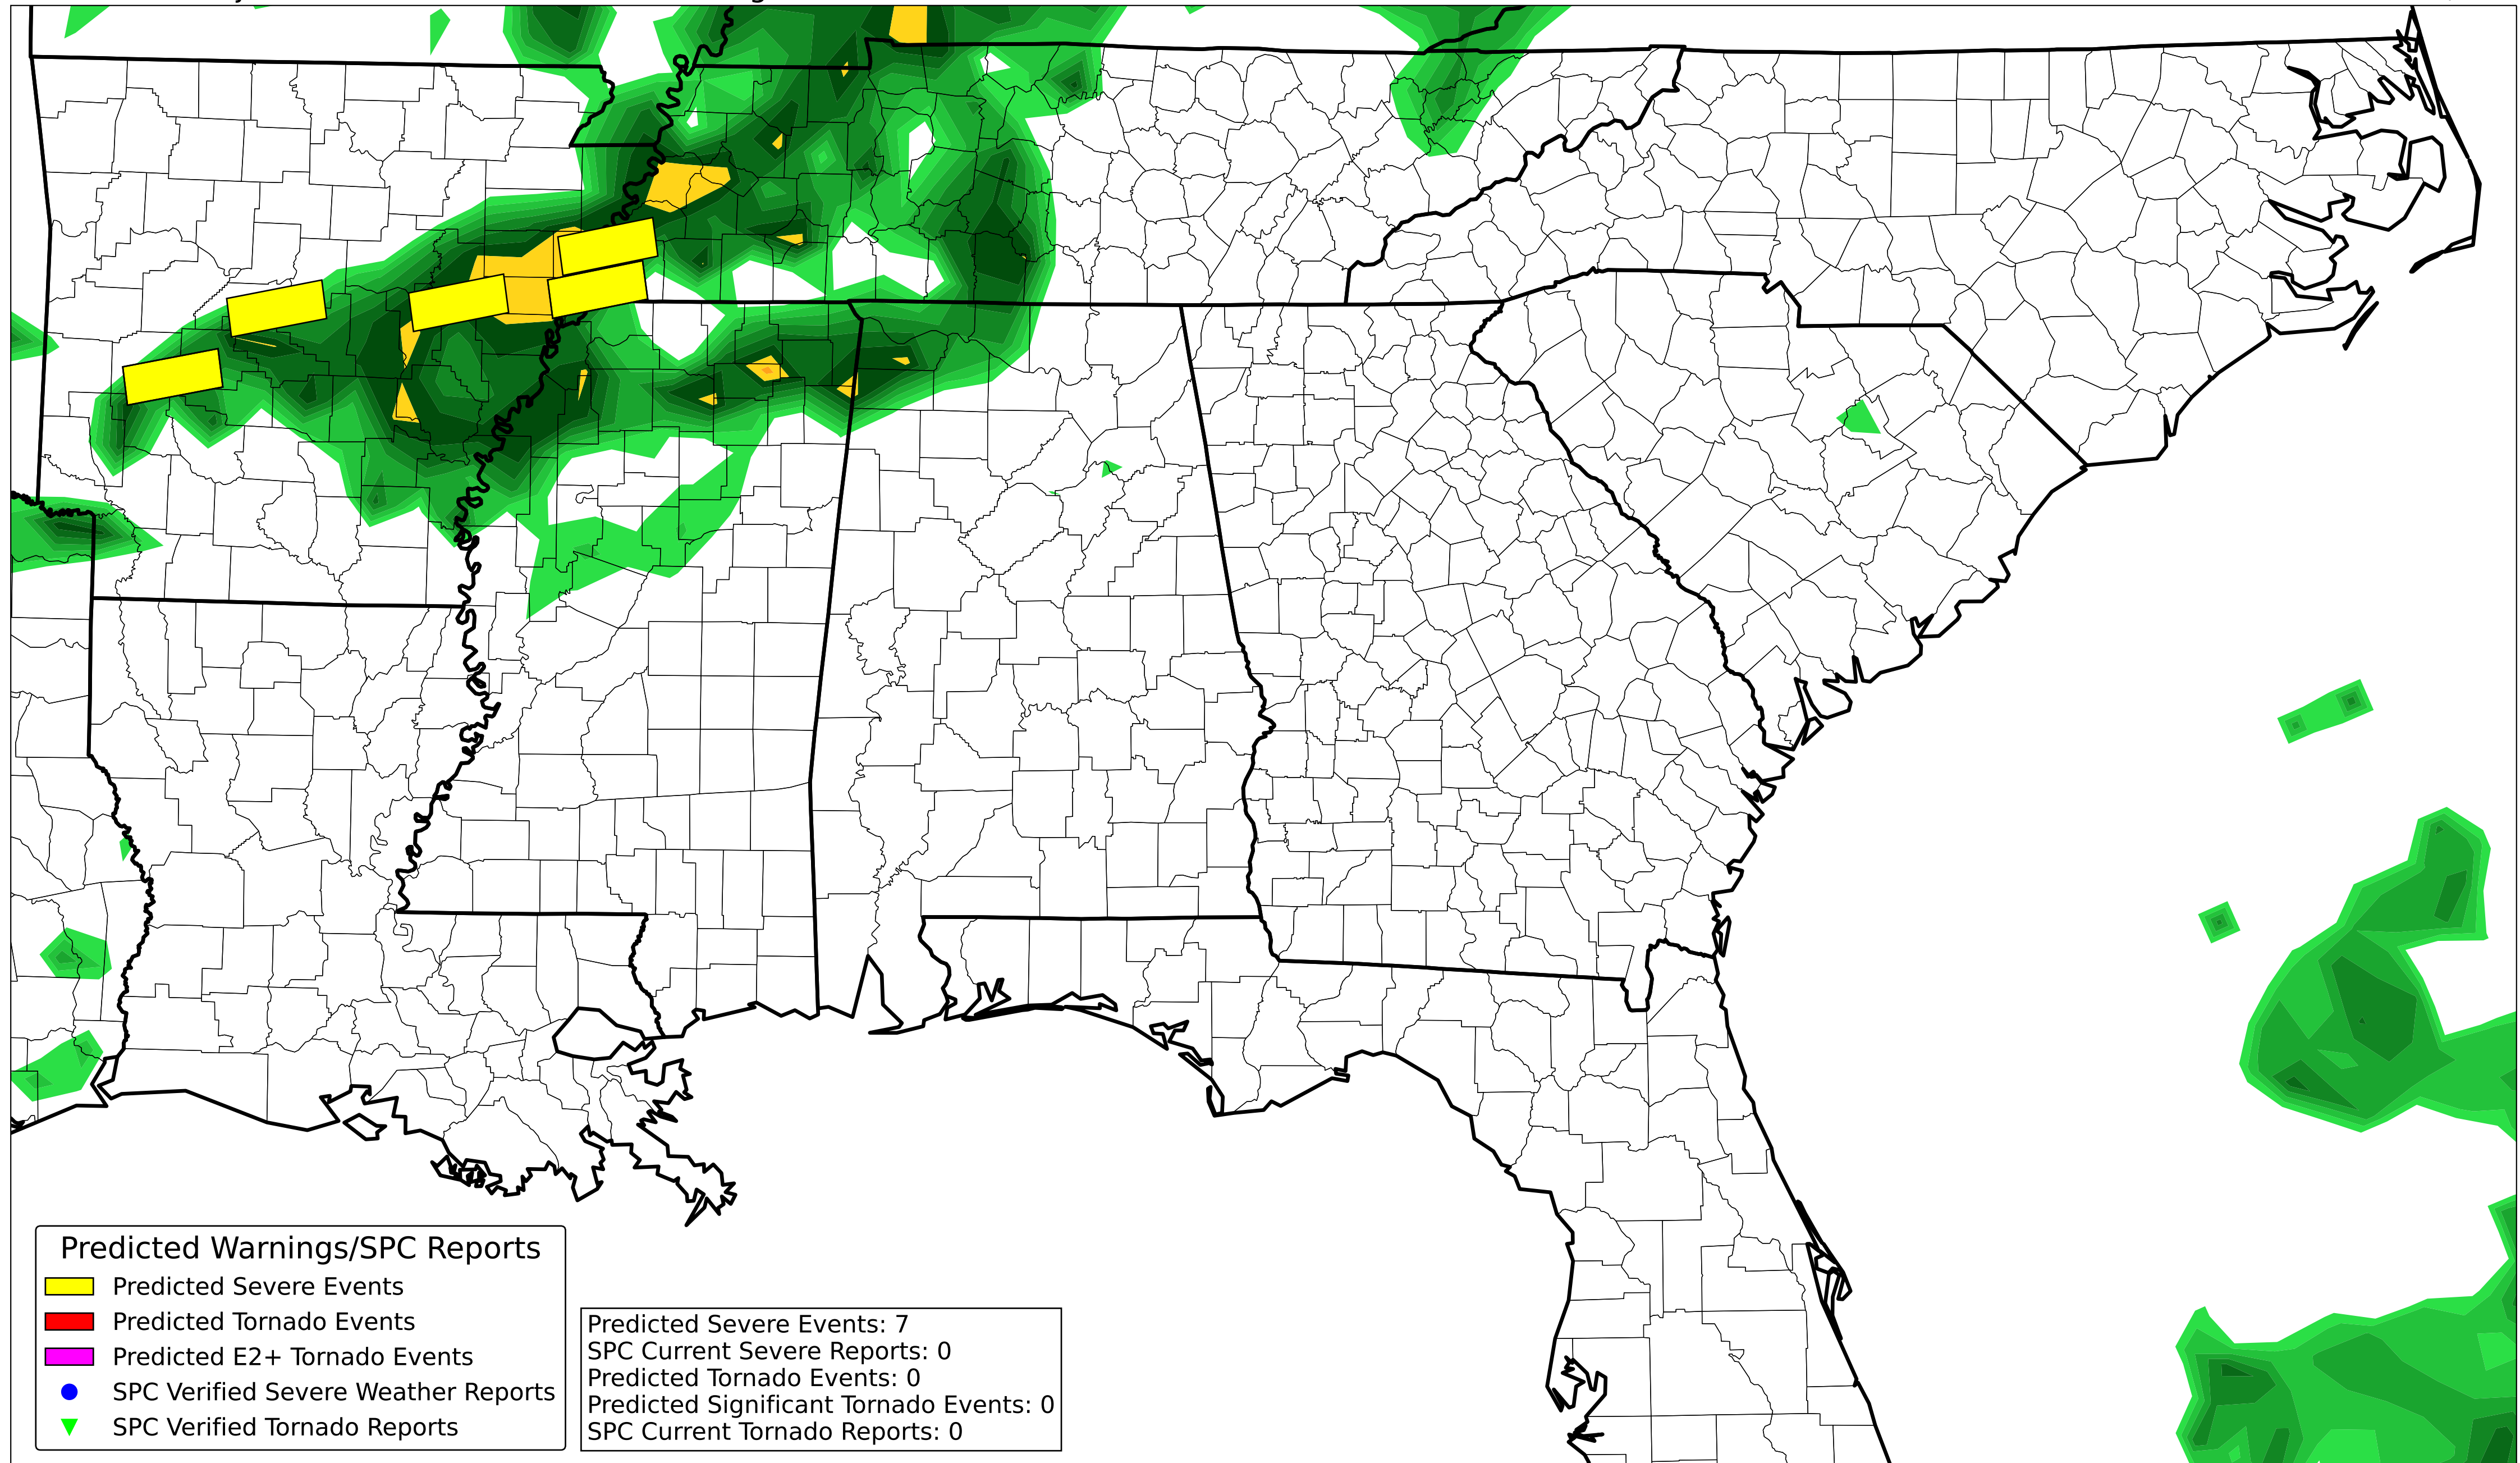 Predicted Warnings/SPC Reports
Predicted Severe Events
Predicted Tornado Events
Predicted E2+ Tornado Events
SPC Verified Severe Weather Reports
SPC Verified Tornado Reports
Predicted Severe Events: 7
SPC Current Severe Reports: 0
Predicted Tornado Events: 0
Predicted Significant Tornado Events: 0
SPC Current Tornado Reports: 0